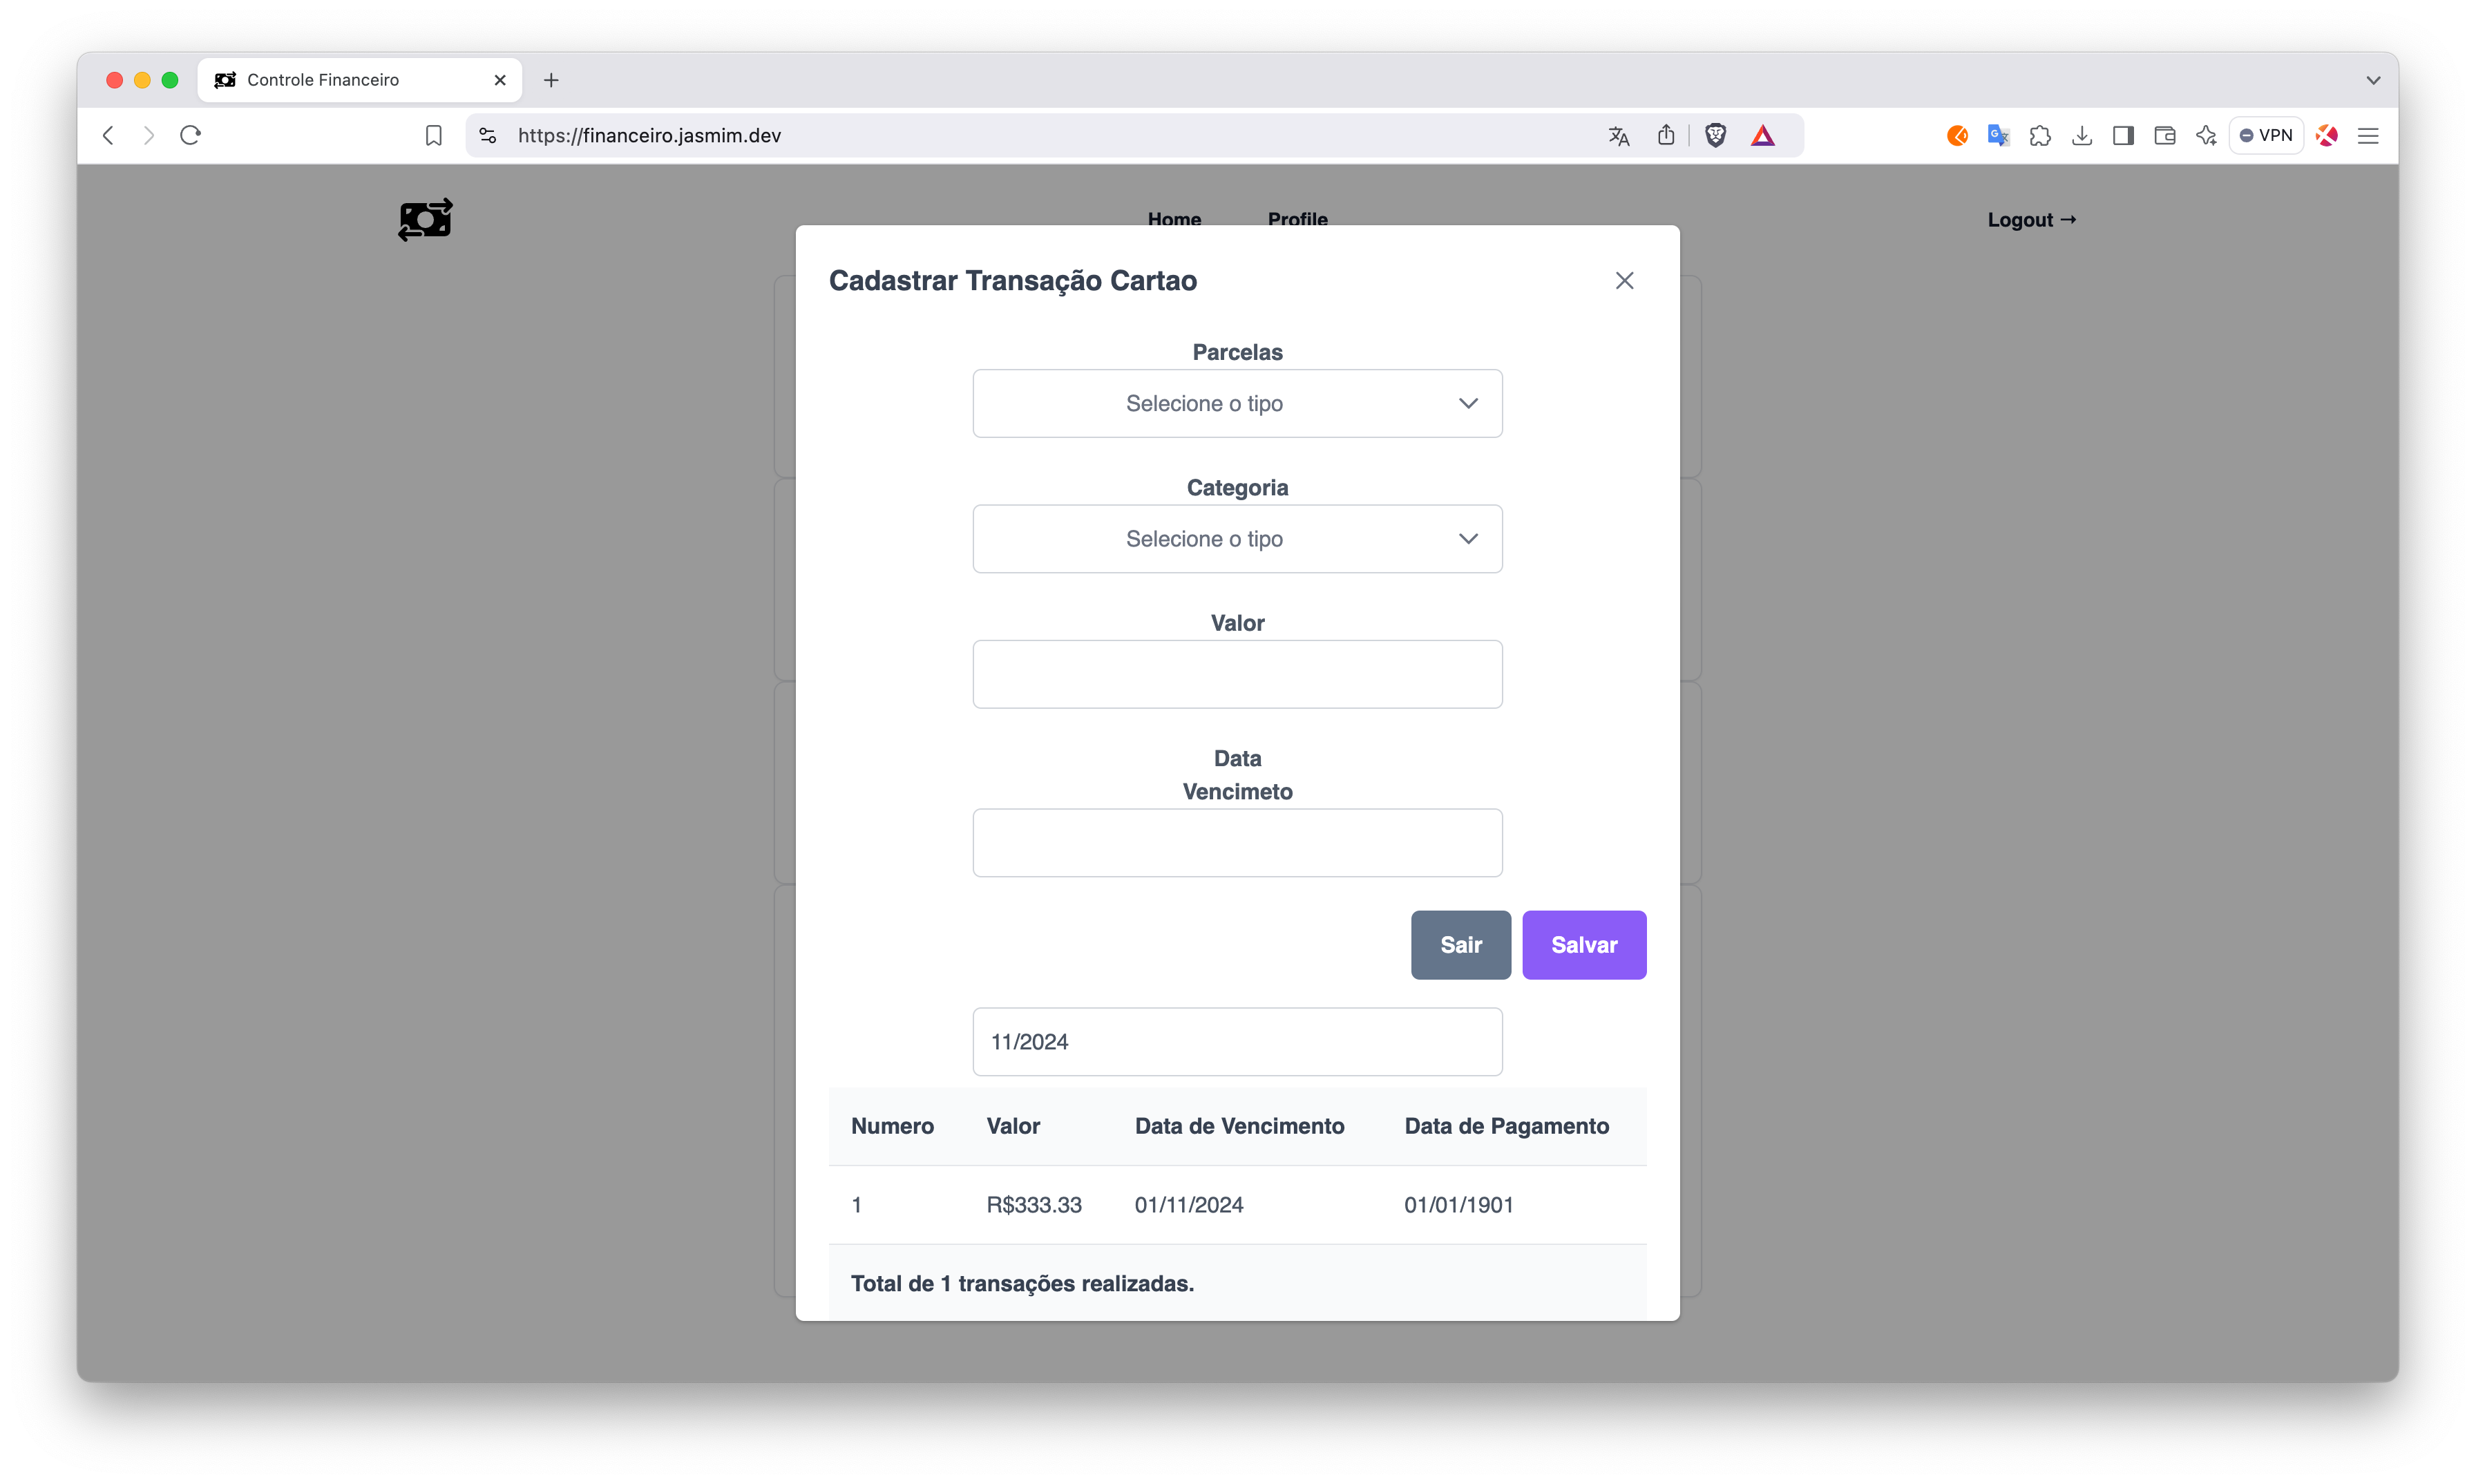 Controle Financeiro
https://financeiro.jasmim.dev
VPN
Home Profile Logout →
Cadastrar Transação Cartao
Parcelas
Selecione o tipo
Categoria
Selecione o tipo
Valor
Data
Vencimeto
Sair Salvar
11/2024
Numero Valor Data de Vencimento Data de Pagamento
1 R$333.33 01/11/2024 01/01/1901
Total de 1 transações realizadas.